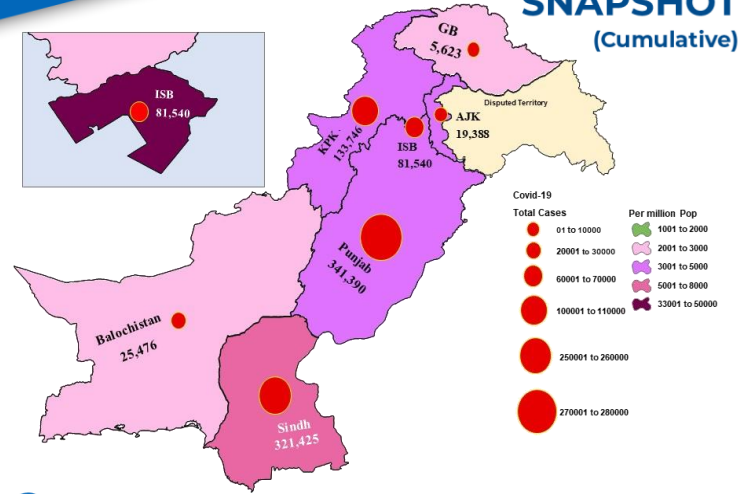 SNAPSHOT
(Cumulative)
ISB
81,540
GB
5,623
Disputed Territory
AJK
19,388
KPK.
133,746
ISB
81,540
Punjab
341,390
Balochistan
25,476
Sindh
321,425
Covid-19
Total Cases
01 to 10000
20001 to 30000
60001 to 70000
100001 to 110000
250001 to 260000
270001 to 280000
Per million Pop
1001 to 2000
2001 to 3000
3001 to 5000
5001 to 8000
33001 to 50000